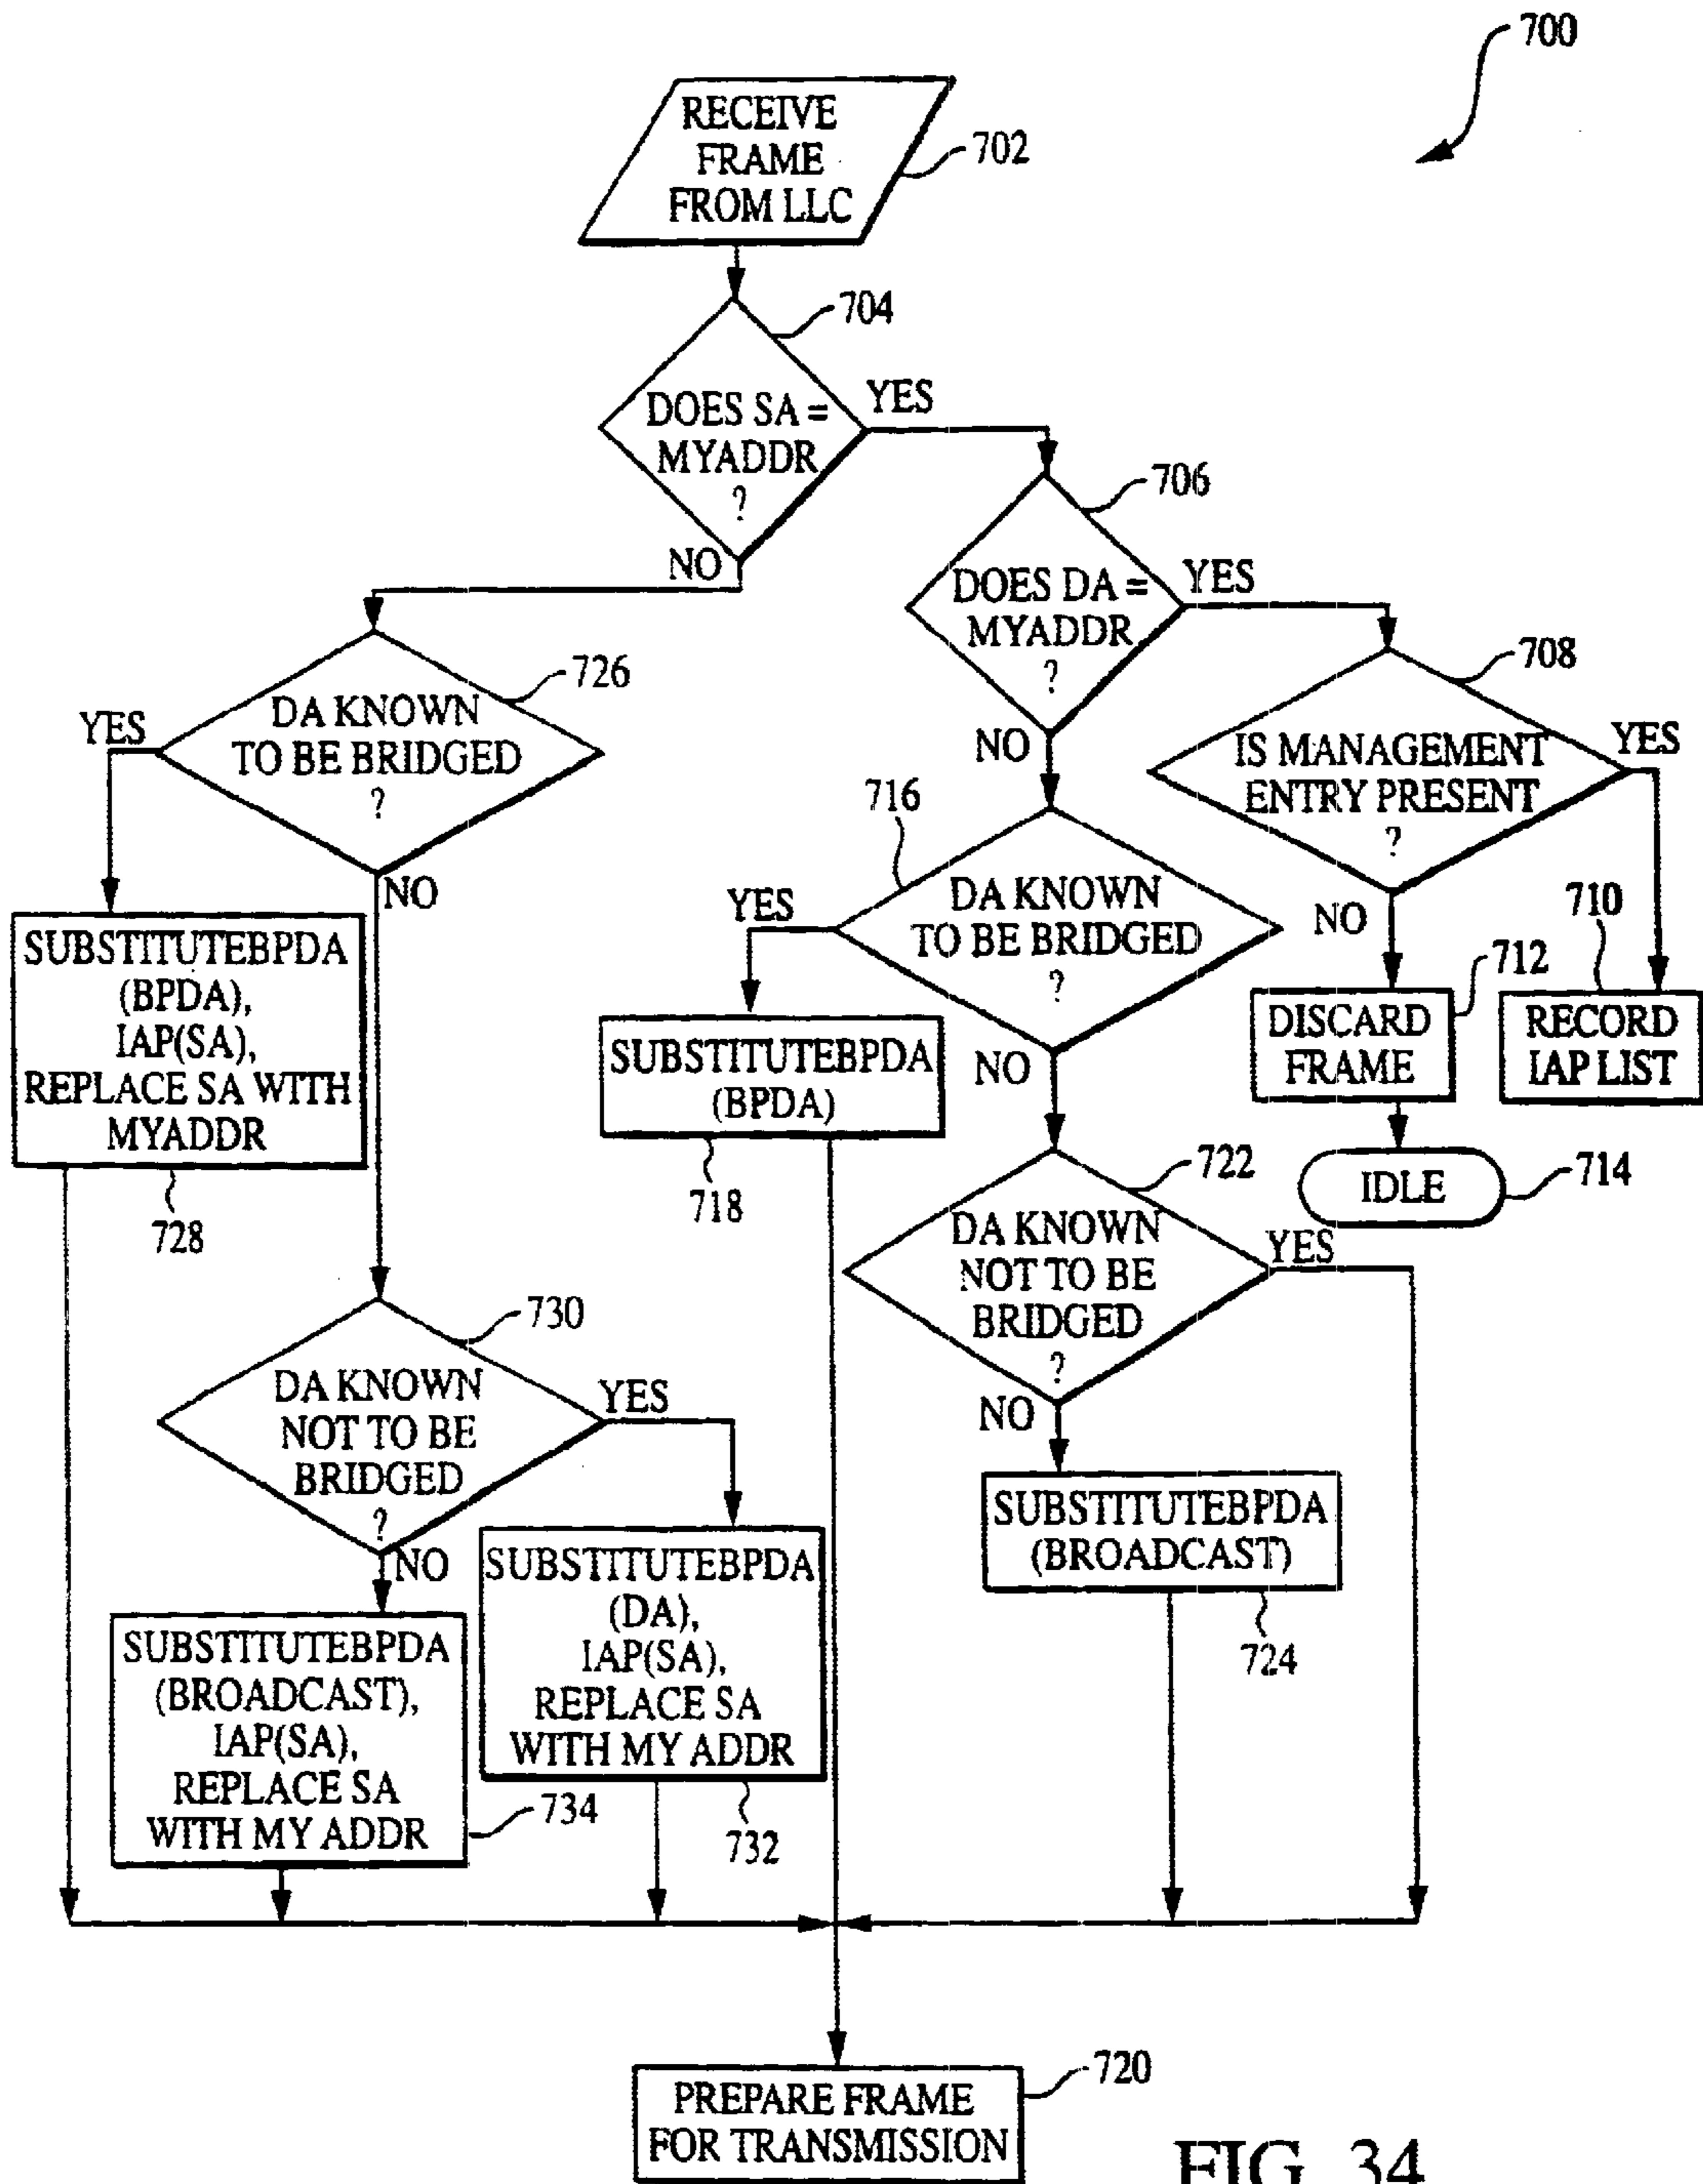 700
RECEIVE
FRAME
FROM LLC
702
704
DOES SA =
MYADDR
?
YES
NO
706
DOES DA =
MYADDR
?
YES
NO
708
IS MANAGEMENT
ENTRY PRESENT
?
YES
NO
710
RECORD
IAP LIST
712
DISCARD
FRAME
IDLE
714
726
DA KNOWN
TO BE BRIDGED
?
YES
NO
SUBSTITUTEBPDA
(BPDA),
IAP(SA),
REPLACE SA WITH
MYADDR
728
716
DA KNOWN
TO BE BRIDGED
?
YES
NO
SUBSTITUTEBPDA
(BPDA)
718
722
DA KNOWN
NOT TO BE
BRIDGED
?
YES
NO
SUBSTITUTEBPDA
(BROADCAST)
724
730
DA KNOWN
NOT TO BE
BRIDGED
?
YES
NO
SUBSTITUTEBPDA
(DA),
IAP(SA),
REPLACE SA
WITH MY ADDR
732
SUBSTITUTEBPDA
(BROADCAST),
IAP(SA),
REPLACE SA
WITH MY ADDR
734
PREPARE FRAME
FOR TRANSMISSION
720
FIG. 34